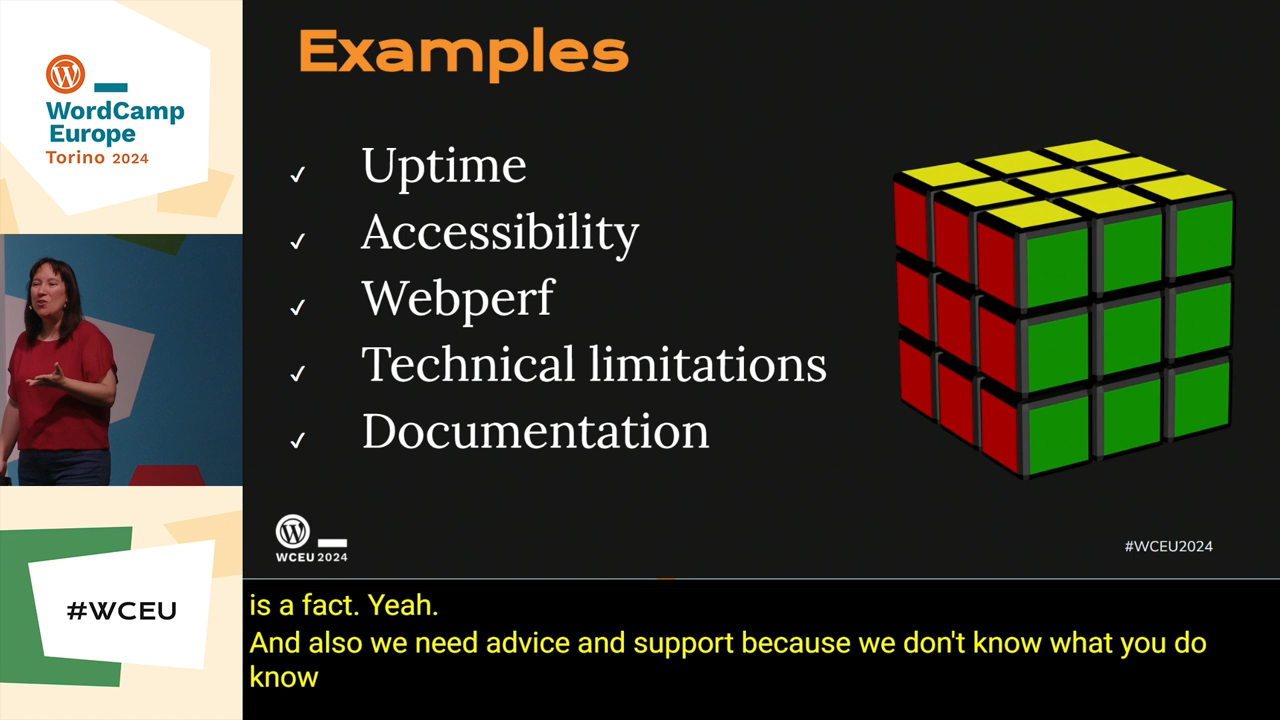 WordCamp
Europe
Torino 2024
#WCEU
Examples
✓ Uptime
✓ Accessibility
✓ Webperf
✓ Technical limitations
✓ Documentation
WCEU 2024
#WCEU2024
is a fact. Yeah.
And also we need advice and support because we don't know what you do
know